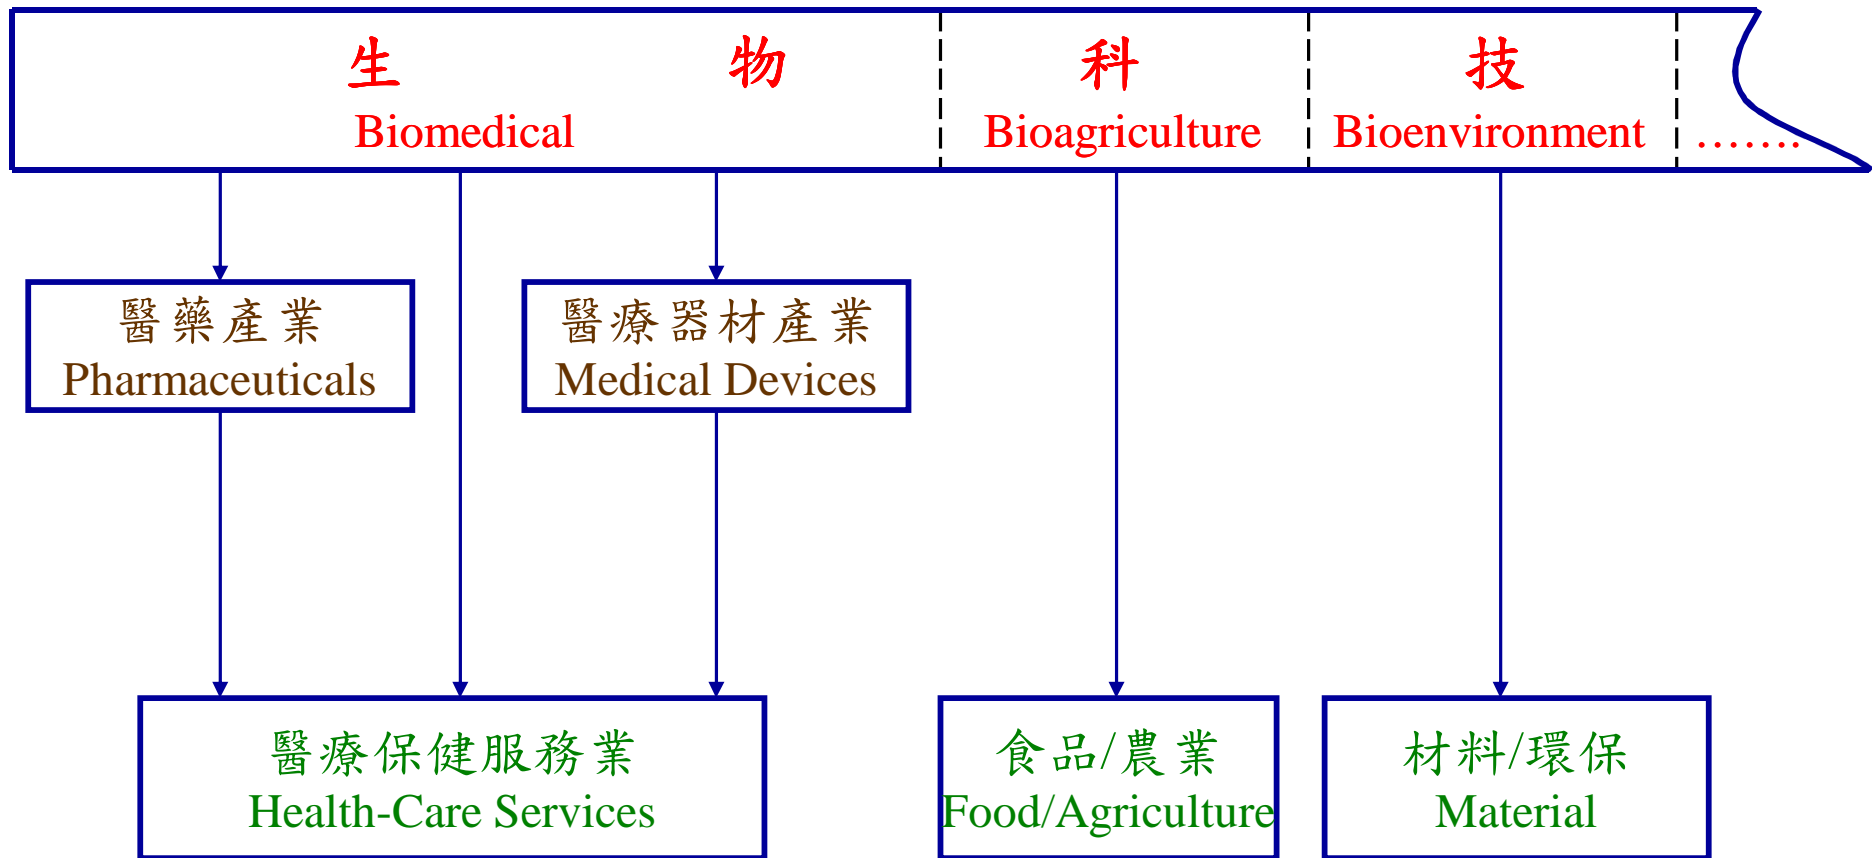 生 物 科 技
Biomedical Bioagriculture Bioenvironment …….
醫藥產業
Pharmaceuticals
醫療器材產業
Medical Devices
醫療保健服務業
Health-Care Services
食品/農業
Food/Agriculture
材料/環保
Material